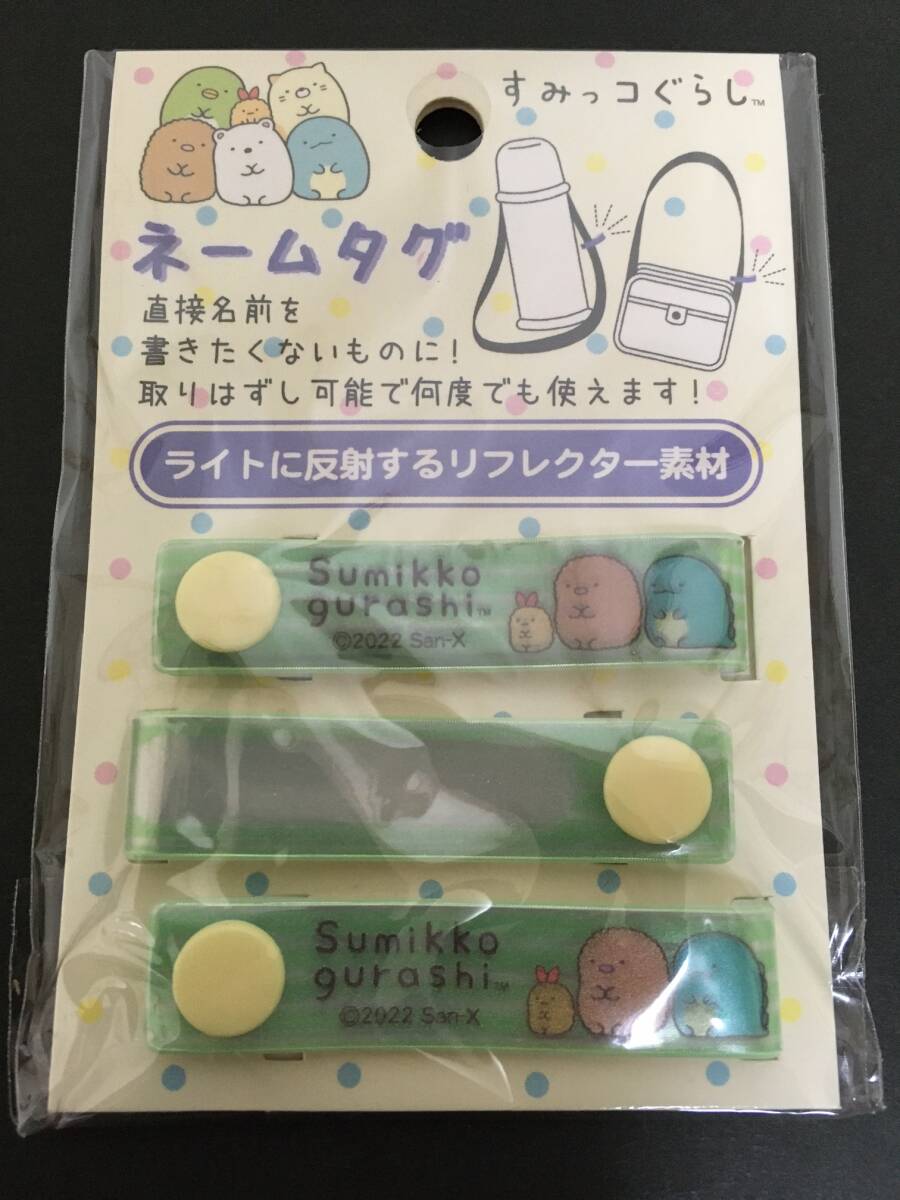 すみっコぐらし™
ネームタグ
直接名前を
書きたくないものに!
取りはずし可能で何度でも使えます!
ライトに反射するリフレクター素材
Sumikko
gurashi™
©2022 San-X
Sumikko
gurashi™
©2022 San-X